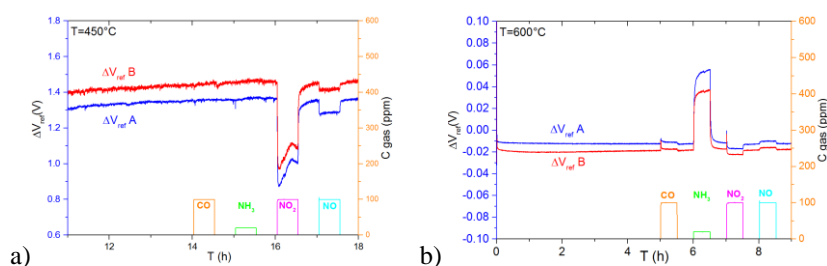 T=450°C
ΔVref B
ΔVref A
CO
NH3
NO2
NO
1.8
1.6
1.4
1.2
1.0
0.8
0.6
ΔVref(V)
600
500
400
300
200
100
0
C gas (ppm)
12
14
16
18
T (h)
a)
T=600°C
ΔVref A
ΔVref B
CO
NH3
NO2
NO
0.10
0.08
0.06
0.04
0.02
0.00
-0.02
-0.04
-0.06
-0.08
-0.10
ΔVref(V)
600
500
400
300
200
100
0
C gas (ppm)
0
2
4
6
8
T (h)
b)